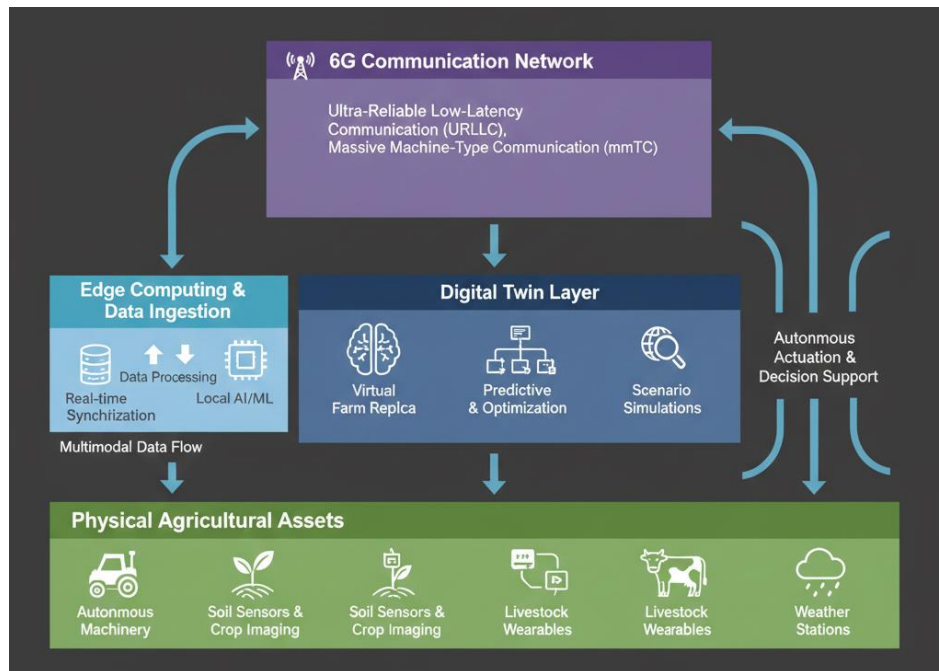 6G Communication Network
Ultra-Reliable Low-Latency
Communication (URLLC),
Massive Machine-Type Communication (mmTC)
Edge Computing &
Data Ingestion
Data Processing
Real-time
Synchrization
Local AI/ML
Multimodal Data Flow
Digital Twin Layer
Virtual
Farm Replca
Predictive
& Optimization
Scenario
Simulations
Autonmous
Actuation &
Decision Support
Physical Agricultural Assets
Autonmous
Machinery
Soil Sensors &
Crop Imaging
Soil Sensors &
Crop Imaging
Livestock
Wearables
Livestock
Wearables
Weather
Stations